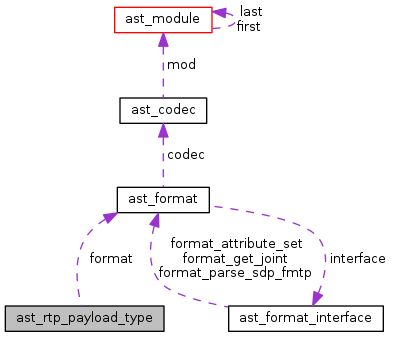 ast_module
last
first
mod
ast_codec
codec
ast_format
format
format_attribute_set
format_get_joint
format_parse_sdp_fmtp
interface
ast_rtp_payload_type
ast_format_interface